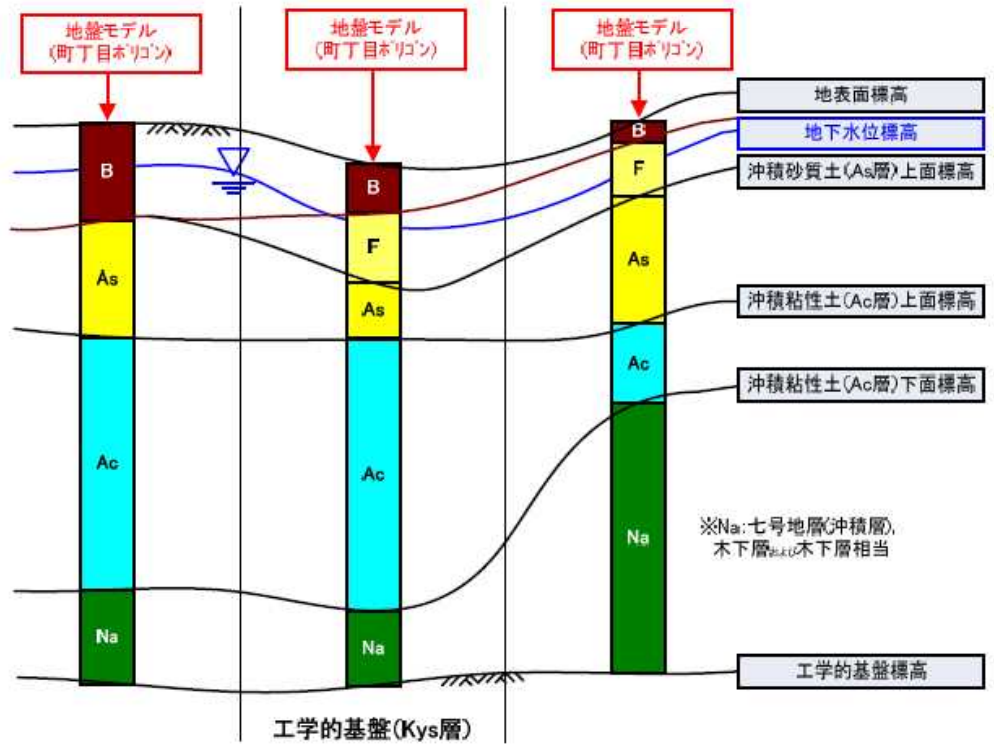 地盤モデル
(町丁目ポリゴン)
地盤モデル
(町丁目ポリゴン)
地盤モデル
(町丁目ポリゴン)
地表面標高
地下水位標高
沖積砂質土(As層)上面標高
沖積粘性土(Ac層)上面標高
沖積粘性土(Ac層)下面標高
工学的基盤標高
B
As
Ac
Na
B
F
As
Ac
Na
B
F
As
Ac
Na
※Na:七号地層(沖積層),
木下層および木下層相当
工学的基盤(Kys層)